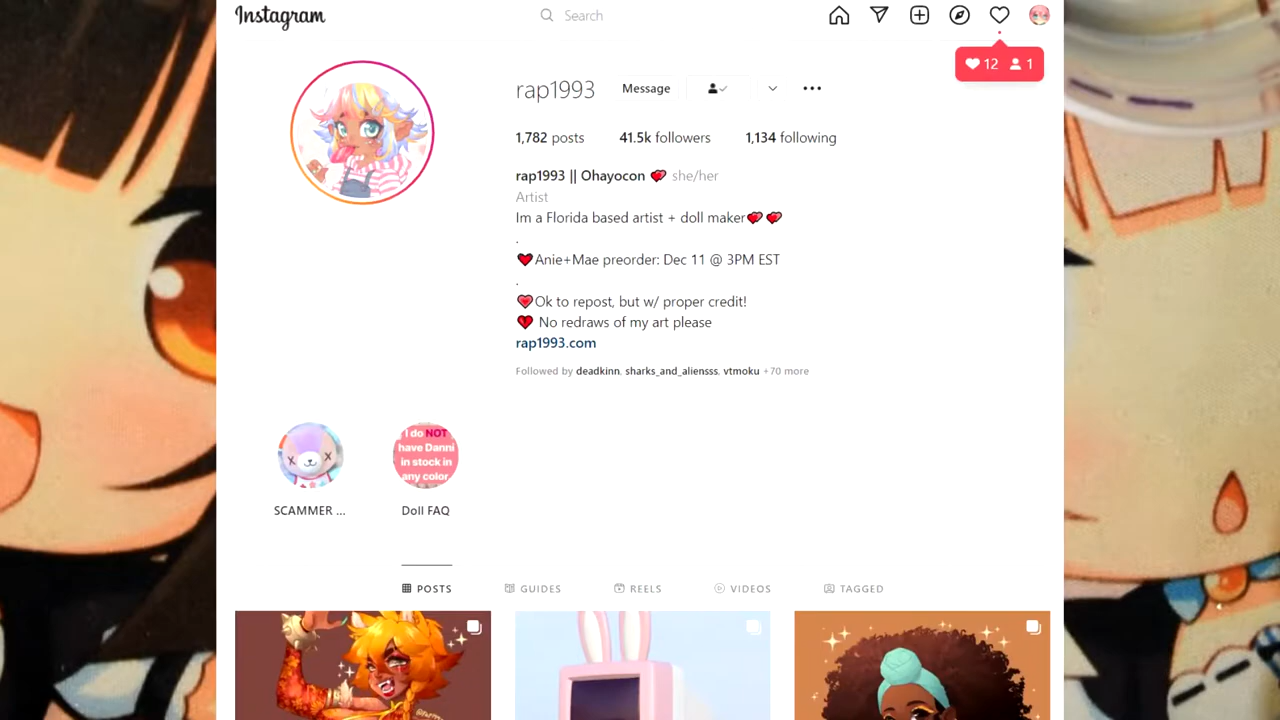 Instagram
Search
12 1
rap1993 Message
1,782 posts 41.5k followers 1,134 following
rap1993 || Ohayocon she/her
Artist
Im a Florida based artist + doll maker
.
Anie+Mae preorder: Dec 11 @ 3PM EST
.
Ok to repost, but w/ proper credit!
No redraws of my art please
rap1993.com
Followed by deadkinn, sharks_and_aliensss, vtmoku +70 more
I do NOT
have Danni
in stock in
any color
SCAMMER ... Doll FAQ
POSTS GUIDES REELS VIDEOS TAGGED